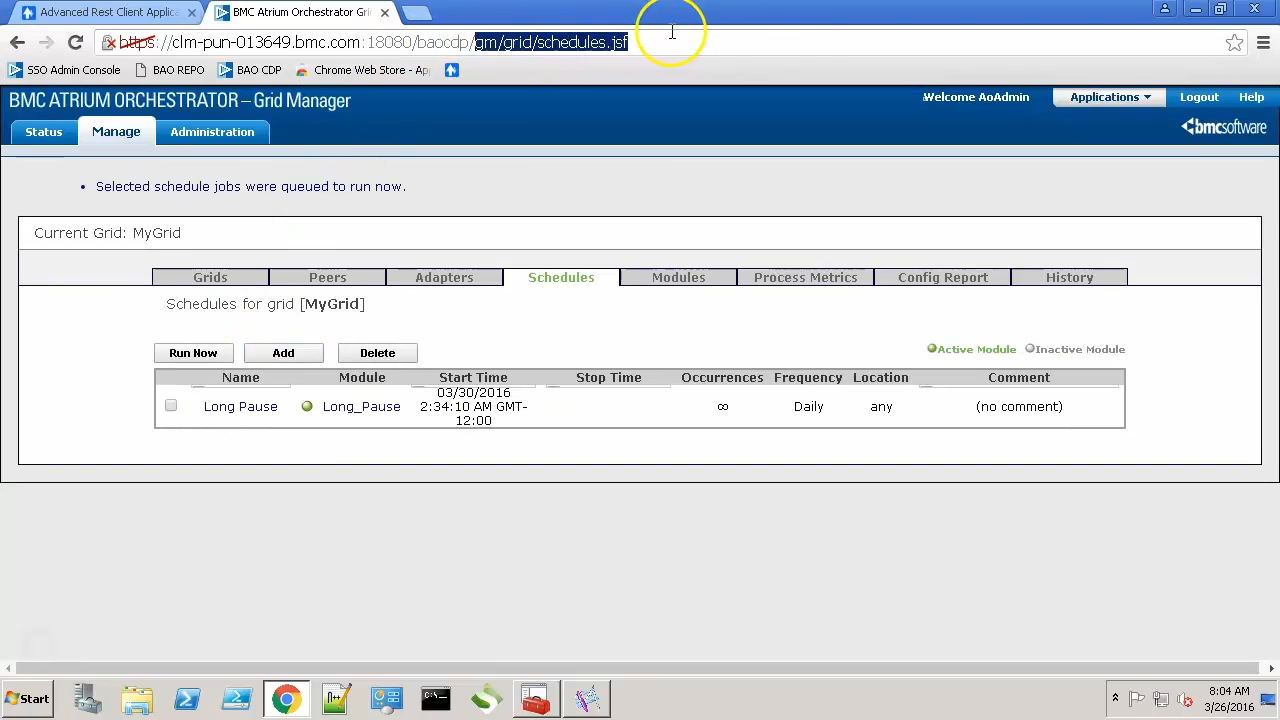 Advanced Rest Client Applica
BMC Atrium Orchestrator Gri
https://clm-pun-013649.bmc.com:18080/baocdp/gm/grid/schedules.jsf
SSO Admin Console BAO REPO BAO CDP Chrome Web Store - Ap
BMC ATRIUM ORCHESTRATOR – Grid Manager
Welcome AoAdmin Applications Logout Help
Status Manage Administration
bmcsoftware
• Selected schedule jobs were queued to run now.
Current Grid: MyGrid
Grids Peers Adapters Schedules Modules Process Metrics Config Report History
Schedules for grid [MyGrid]
Run Now Add Delete
Active Module Inactive Module
Name Module Start Time Stop Time Occurrences Frequency Location Comment
Long Pause Long_Pause 03/30/2016
2:34:10 AM GMT-
12:00
∞ Daily any (no comment)
Start
8:04 AM
3/26/2016